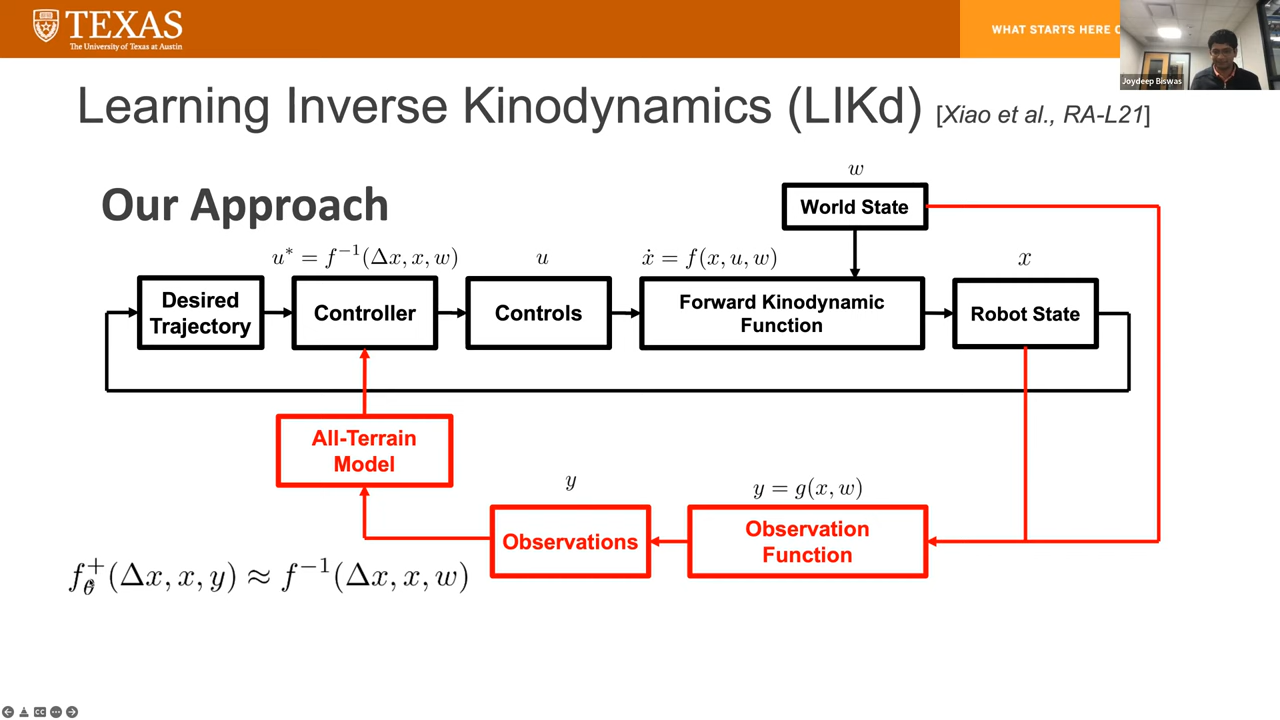 TEXAS
The University of Texas at Austin
WHAT STARTS HERE C
Joydeep Biswas
Learning Inverse Kinodynamics (LIKd) [Xiao et al., RA-L21]
Our Approach
w
World State
u* = f⁻¹(Δx, x, w)
u
ẋ = f(x, u, w)
x
Desired
Trajectory
Controller
Controls
Forward Kinodynamic
Function
Robot State
All-Terrain
Model
y
y = g(x, w)
Observations
Observation
Function
f_θ⁺(Δx, x, y) ≈ f⁻¹(Δx, x, w)
CC